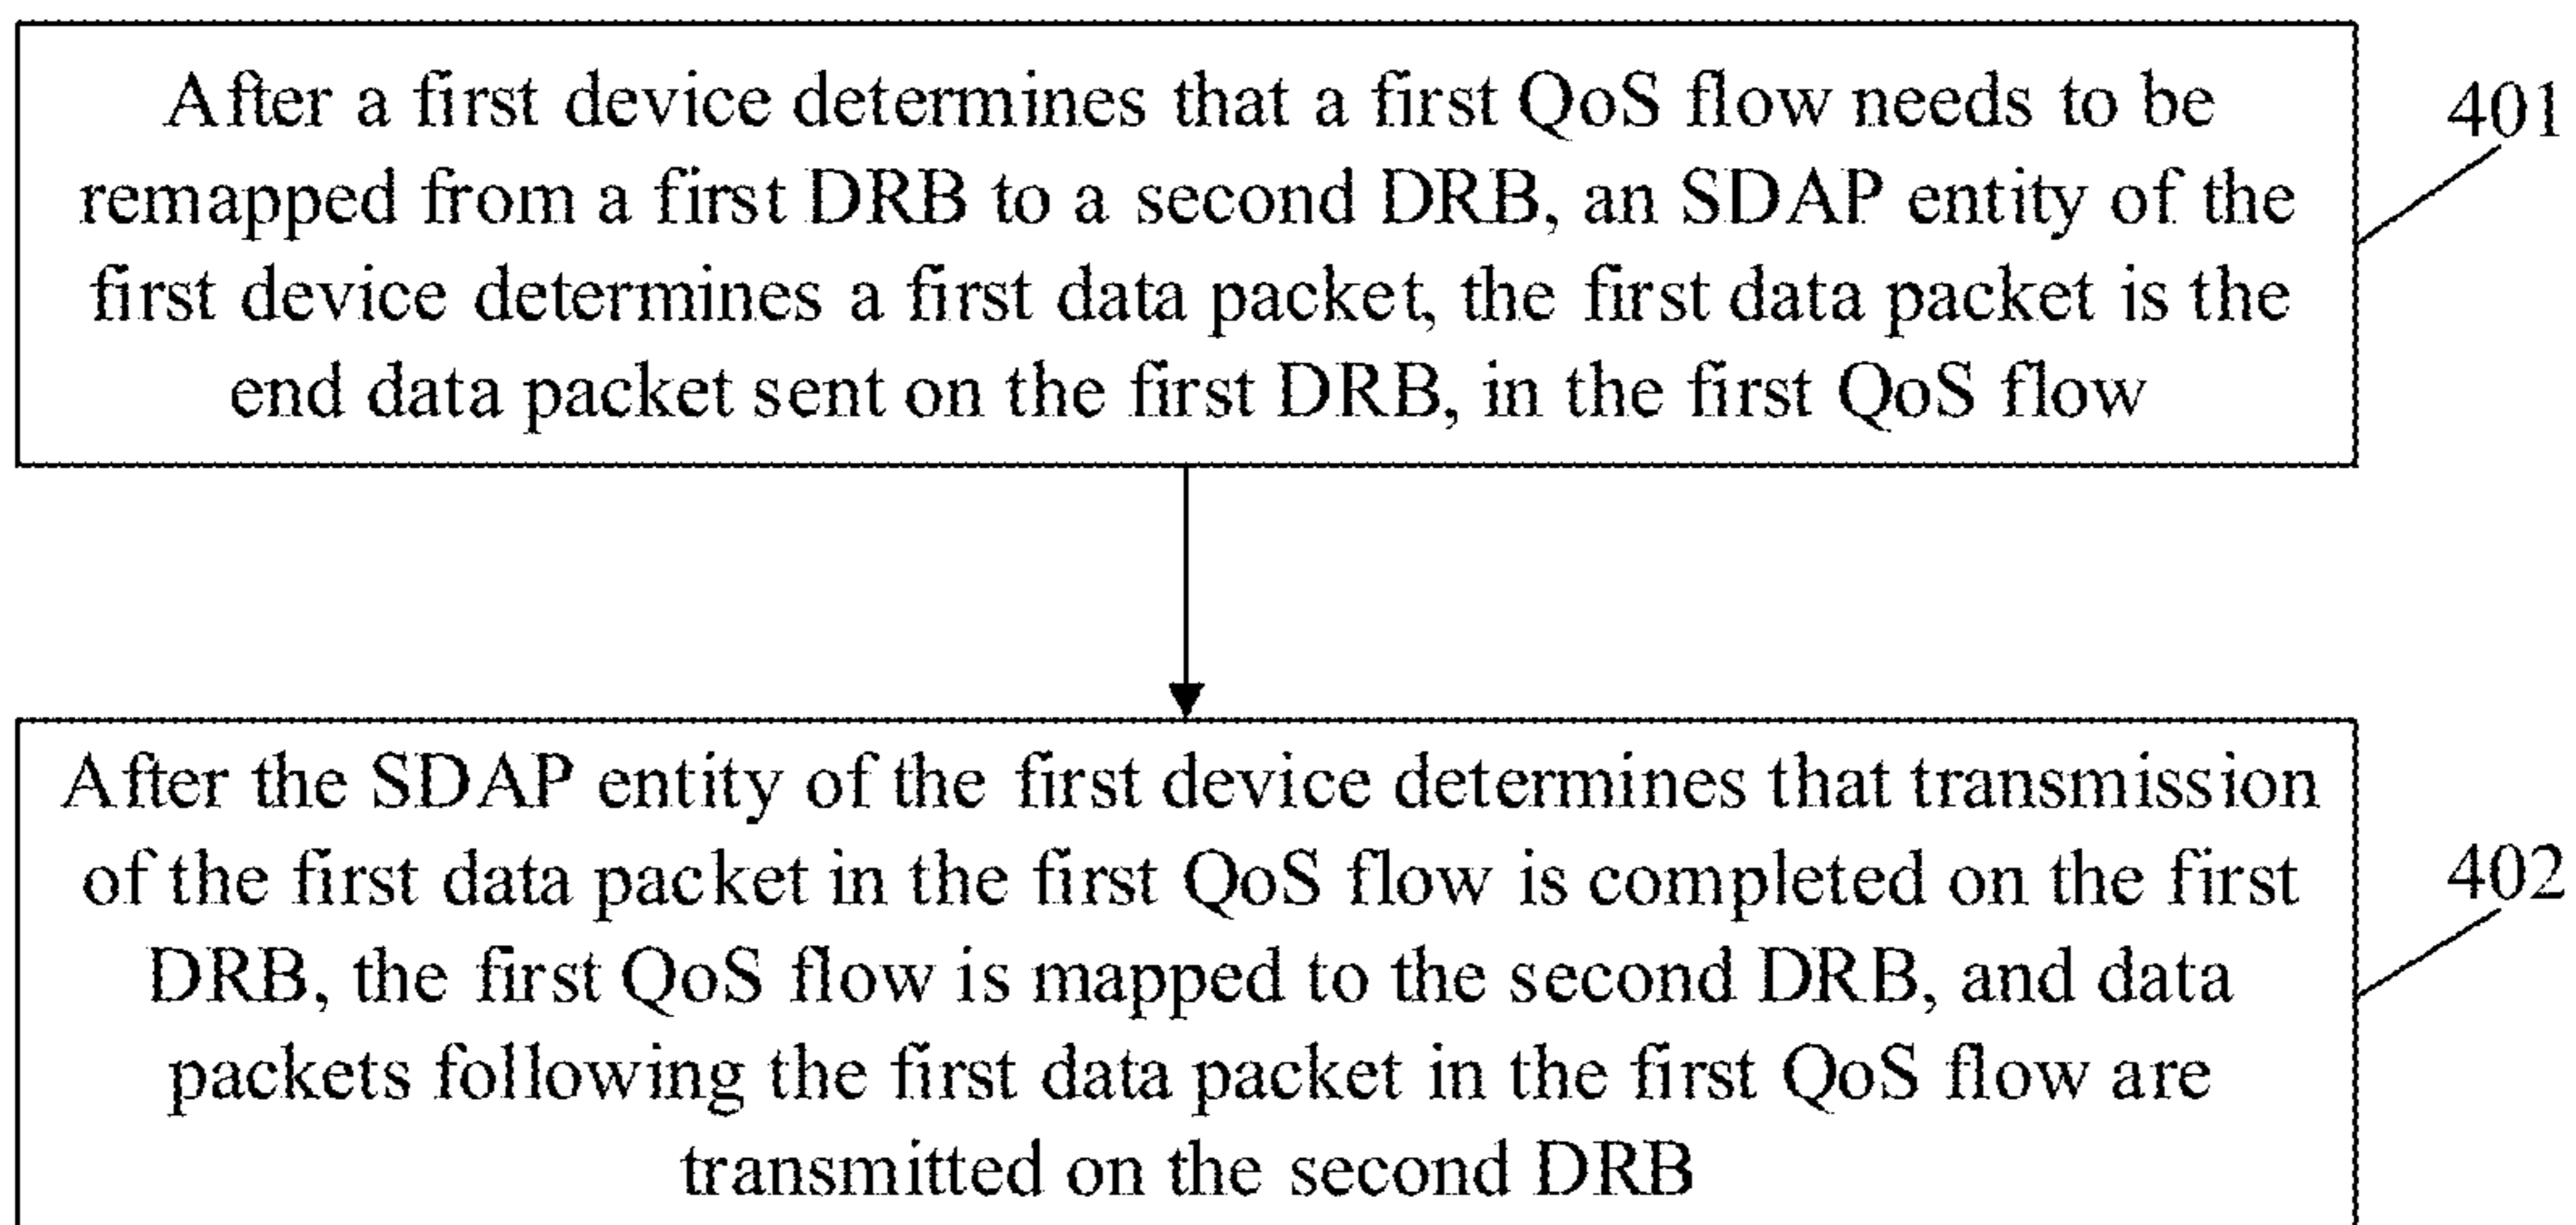 After a first device determines that a first QoS flow needs to be
remapped from a first DRB to a second DRB, an SDAP entity of the
first device determines a first data packet, the first data packet is the
end data packet sent on the first DRB, in the first QoS flow
401
After the SDAP entity of the first device determines that transmission
of the first data packet in the first QoS flow is completed on the first
DRB, the first QoS flow is mapped to the second DRB, and data
packets following the first data packet in the first QoS flow are
transmitted on the second DRB
402